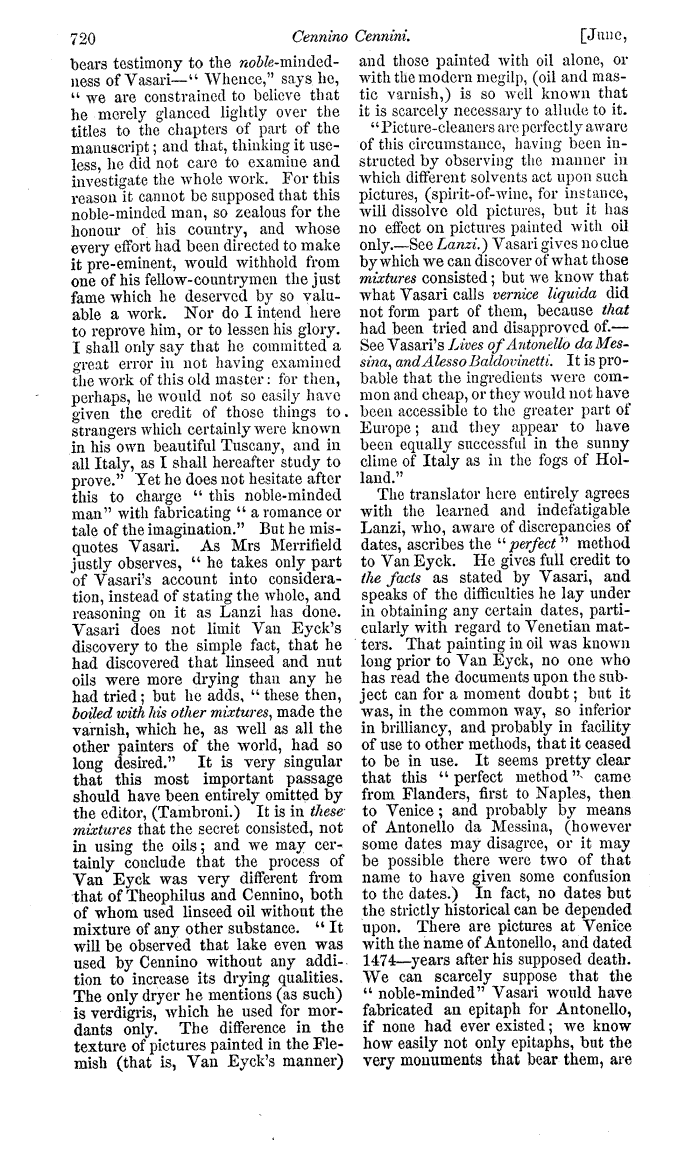 720 Cennino Cennini. [June,
bears testimony to the noble-minded-
ness of Vasari—“ Whence,” says he,
“ we are constrained to believe that
he merely glanced lightly over the
titles to the chapters of part of the
manuscript ; and that, thinking it use-
less, he did not care to examine and
investigate the whole work. For this
reason it cannot be supposed that this
noble-minded man, so zealous for the
honour of his country, and whose
every effort had been directed to make
it pre-eminent, would withhold from
one of his fellow-countrymen the just
fame which he deserved by so valu-
able a work. Nor do I intend here
to reprove him, or to lessen his glory.
I shall only say that he committed a
great error in not having examined
the work of this old master : for then,
perhaps, he would not so easily have
given the credit of those things to
strangers which certainly were known
in his own beautiful Tuscany, and in
all Italy, as I shall hereafter study to
prove.” Yet he does not hesitate after
this to charge “ this noble-minded
man” with fabricating “ a romance or
tale of the imagination.” But he mis-
quotes Vasari. As Mrs Merrifield
justly observes, “ he takes only part
of Vasari’s account into considera-
tion, instead of stating the whole, and
reasoning on it as Lanzi has done.
Vasari does not limit Van Eyck’s
discovery to the simple fact, that he
had discovered that linseed and nut
oils were more drying than any he
had tried ; but he adds, “ these then,
boiled with his other mixtures, made the
varnish, which he, as well as all the
other painters of the world, had so
long desired.” It is very singular
that this most important passage
should have been entirely omitted by
the editor, (Tambroni.) It is in these
mixtures that the secret consisted, not
in using the oils ; and we may cer-
tainly conclude that the process of
Van Eyck was very different from
that of Theophilus and Cennino, both
of whom used linseed oil without the
mixture of any other substance. “ It
will be observed that lake even was
used by Cennino without any addi-
tion to increase its drying qualities.
The only dryer he mentions (as such)
is verdigris, which he used for mor-
dants only. The difference in the
texture of pictures painted in the Fle-
mish (that is, Van Eyck’s manner)
and those painted with oil alone, or
with the modern megilp, (oil and mas-
tic varnish,) is so well known that
it is scarcely necessary to allude to it.
“Picture-cleaners are perfectly aware
of this circumstance, having been in-
structed by observing the manner in
which different solvents act upon such
pictures, (spirit-of-wine, for instance,
will dissolve old pictures, but it has
no effect on pictures painted with oil
only.—See Lanzi.) Vasari gives no clue
by which we can discover of what those
mixtures consisted ; but we know that
what Vasari calls vernice liquida did
not form part of them, because that
had been tried and disapproved of.—
See Vasari’s Lives of Antonello da Mes-
sina, and Alesso Baldovinetti. It is pro-
bable that the ingredients were com-
mon and cheap, or they would not have
been accessible to the greater part of
Europe ; and they appear to have
been equally successful in the sunny
clime of Italy as in the fogs of Hol-
land.”
The translator here entirely agrees
with the learned and indefatigable
Lanzi, who, aware of discrepancies of
dates, ascribes the “ perfect ” method
to Van Eyck. He gives full credit to
the facts as stated by Vasari, and
speaks of the difficulties he lay under
in obtaining any certain dates, parti-
cularly with regard to Venetian mat-
ters. That painting in oil was known
long prior to Van Eyck, no one who
has read the documents upon the sub-
ject can for a moment doubt ; but it
was, in the common way, so inferior
in brilliancy, and probably in facility
of use to other methods, that it ceased
to be in use. It seems pretty clear
that this “ perfect method ” came
from Flanders, first to Naples, then
to Venice ; and probably by means
of Antonello da Messina, (however
some dates may disagree, or it may
be possible there were two of that
name to have given some confusion
to the dates.) In fact, no dates but
the strictly historical can be depended
upon. There are pictures at Venice
with the name of Antonello, and dated
1474—years after his supposed death.
We can scarcely suppose that the
“ noble-minded” Vasari would have
fabricated an epitaph for Antonello,
if none had ever existed ; we know
how easily not only epitaphs, but the
very monuments that bear them, are